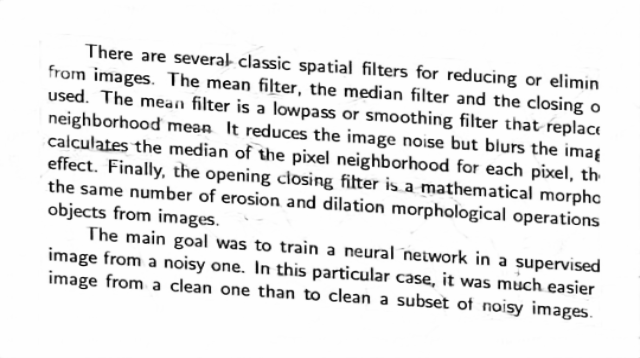 There are several classic spatial filters for reducing or elimin
from images. The mean filter, the median filter and the closing o
used. The mean filter is a lowpass or smoothing filter that replace
neighborhood mean. It reduces the image noise but blurs the imag
calculates the median of the pixel neighborhood for each pixel, th
effect. Finally, the opening closing filter is a mathematical morpho
the same number of erosion and dilation morphological operations
objects from images.
The main goal was to train a neural network in a supervised
image from a noisy one. In this particular case, it was much easier
image from a clean one than to clean a subset of noisy images.